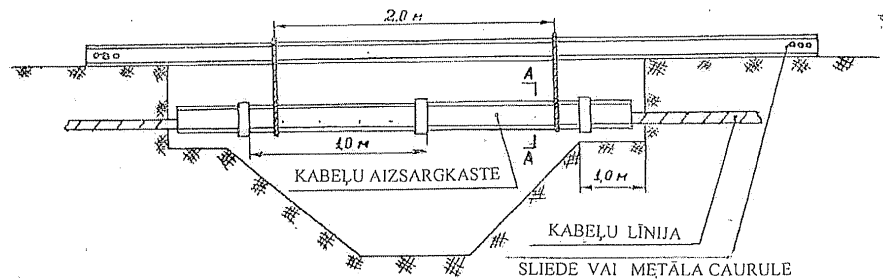 2.0 м
A
1.0 м
A
KABEĻU AIZSARGKASTE
1.0 м
KABEĻU LĪNIJA
SLIEDE VAI METĀLA CAURULE